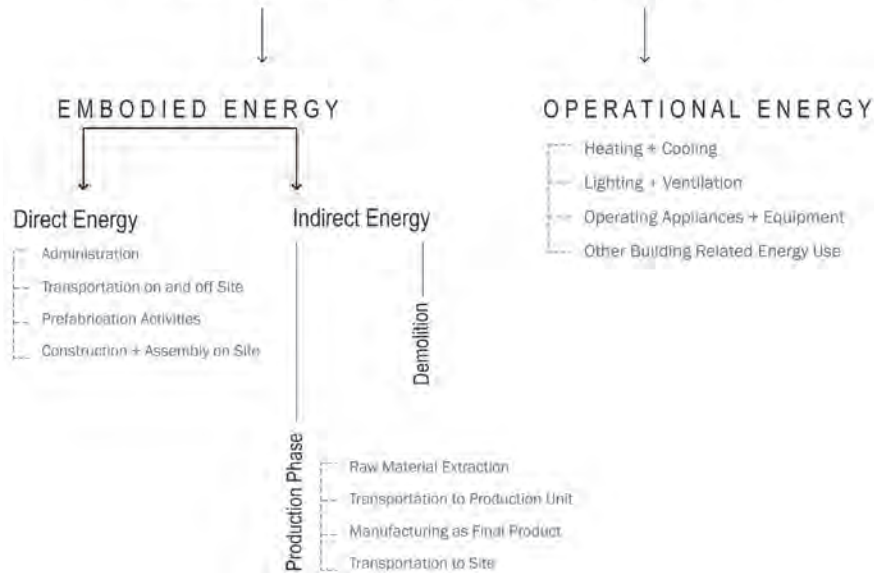 EMBODIED ENERGY
OPERATIONAL ENERGY
Heating + Cooling
Lighting + Ventilation
Operating Appliances + Equipment
Other Building Related Energy Use
Direct Energy
Administration
Transportation on and off Site
Prefabrication Activities
Construction + Assembly on Site
Indirect Energy
Demolition
Production Phase
Raw Material Extraction
Transportation to Production Unit
Manufacturing as Final Product
Transportation to Site